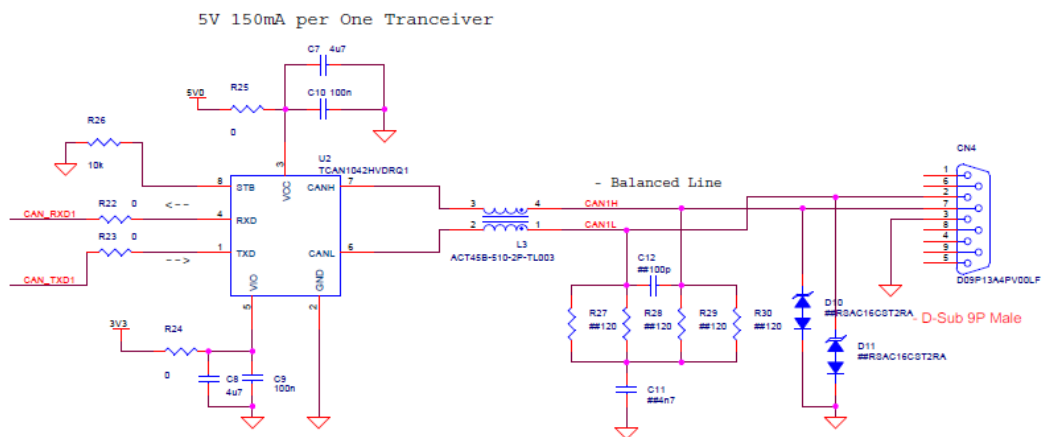 5V 150mA per One Tranceiver
C7 4u7
R25
5V0
C10 100n
0
R26
10k
3
VCC
U2
TCAN1042HVDRQ1
8 STB
CANH 7
R22 0
<--
CAN_RXD1
4 RXD
R23 0
-->
CAN_TXD1
1 TXD
CANL 6
VIO
GND
5
2
3 4
2 1
L3
ACT45B-510-2P-TL003
- Balanced Line
CAN1H
CAN1L
C12
##100p
R27
##120
R28
##120
R29
##120
R30
##120
C11
##4n7
3V3
R24
0
C8
4u7
C9
100n
D10
##RSAC16CST2RA
D11
##RSAC16CST2RA
CN4
1
6
2
7
3
8
4
9
5
D09P13A4PV00LF
- D-Sub 9P Male